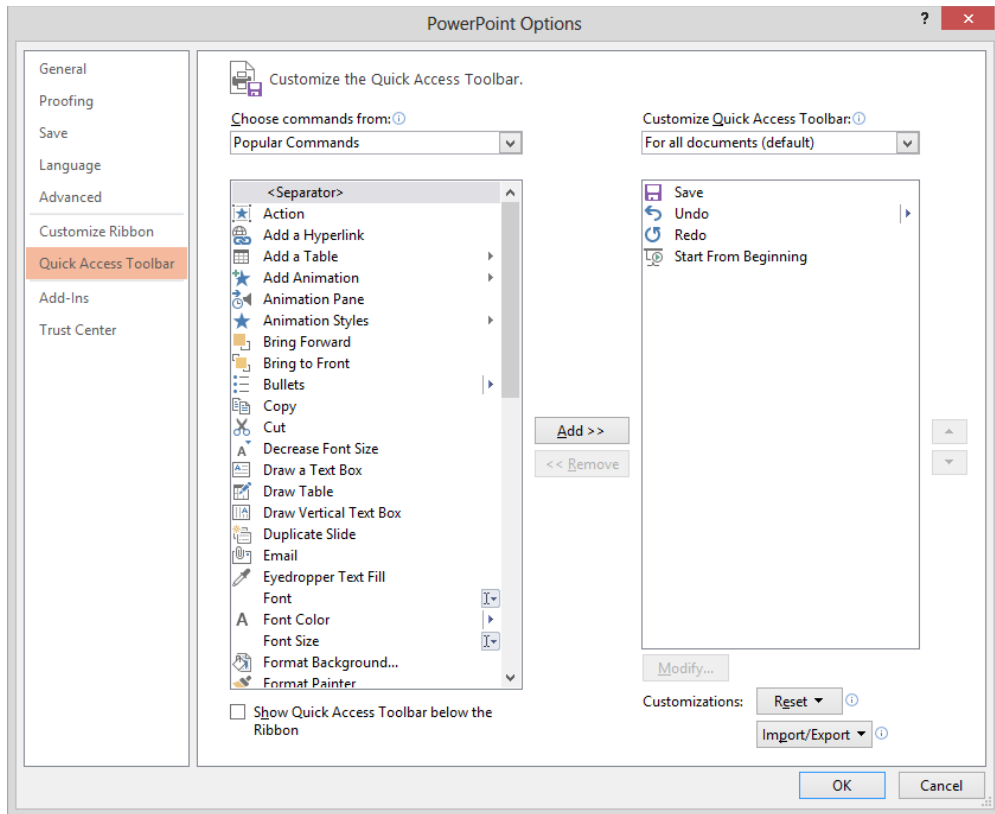 PowerPoint Options
?
General
Proofing
Save
Language
Advanced
Customize Ribbon
Quick Access Toolbar
Add-Ins
Trust Center
Customize the Quick Access Toolbar.
Choose commands from:
Popular Commands
<Separator>
Action
Add a Hyperlink
Add a Table
Add Animation
Animation Pane
Animation Styles
Bring Forward
Bring to Front
Bullets
Copy
Cut
Decrease Font Size
Draw a Text Box
Draw Table
Draw Vertical Text Box
Duplicate Slide
Email
Eyedropper Text Fill
Font
Font Color
Font Size
Format Background...
Format Painter
Show Quick Access Toolbar below the
Ribbon
Add >>
<< Remove
Customize Quick Access Toolbar:
For all documents (default)
Save
Undo
Redo
Start From Beginning
Modify...
Customizations:
Reset
Import/Export
OK
Cancel